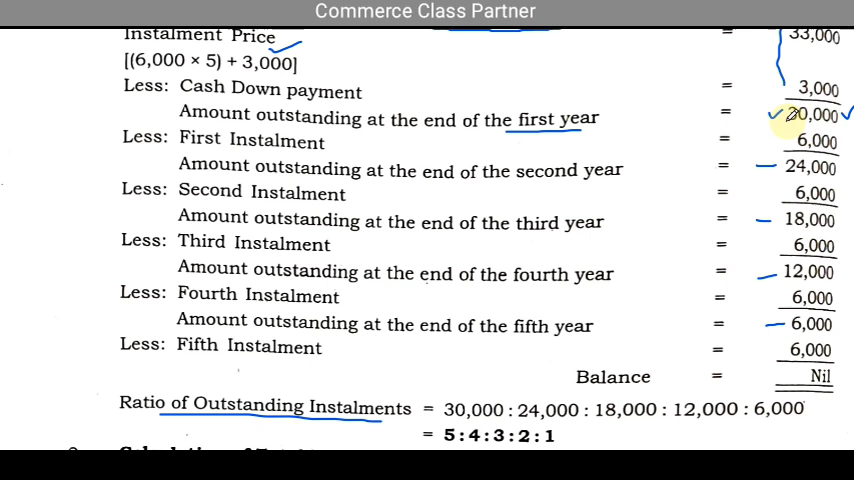 Commerce Class Partner
Instalment Price = 33,000
[(6,000 × 5) + 3,000]
Less: Cash Down payment = 3,000
Amount outstanding at the end of the first year = 30,000
Less: First Instalment = 6,000
Amount outstanding at the end of the second year = 24,000
Less: Second Instalment = 6,000
Amount outstanding at the end of the third year = 18,000
Less: Third Instalment = 6,000
Amount outstanding at the end of the fourth year = 12,000
Less: Fourth Instalment = 6,000
Amount outstanding at the end of the fifth year = 6,000
Less: Fifth Instalment = 6,000
Balance = Nil
Ratio of Outstanding Instalments = 30,000 : 24,000 : 18,000 : 12,000 : 6,000
= 5 : 4 : 3 : 2 : 1